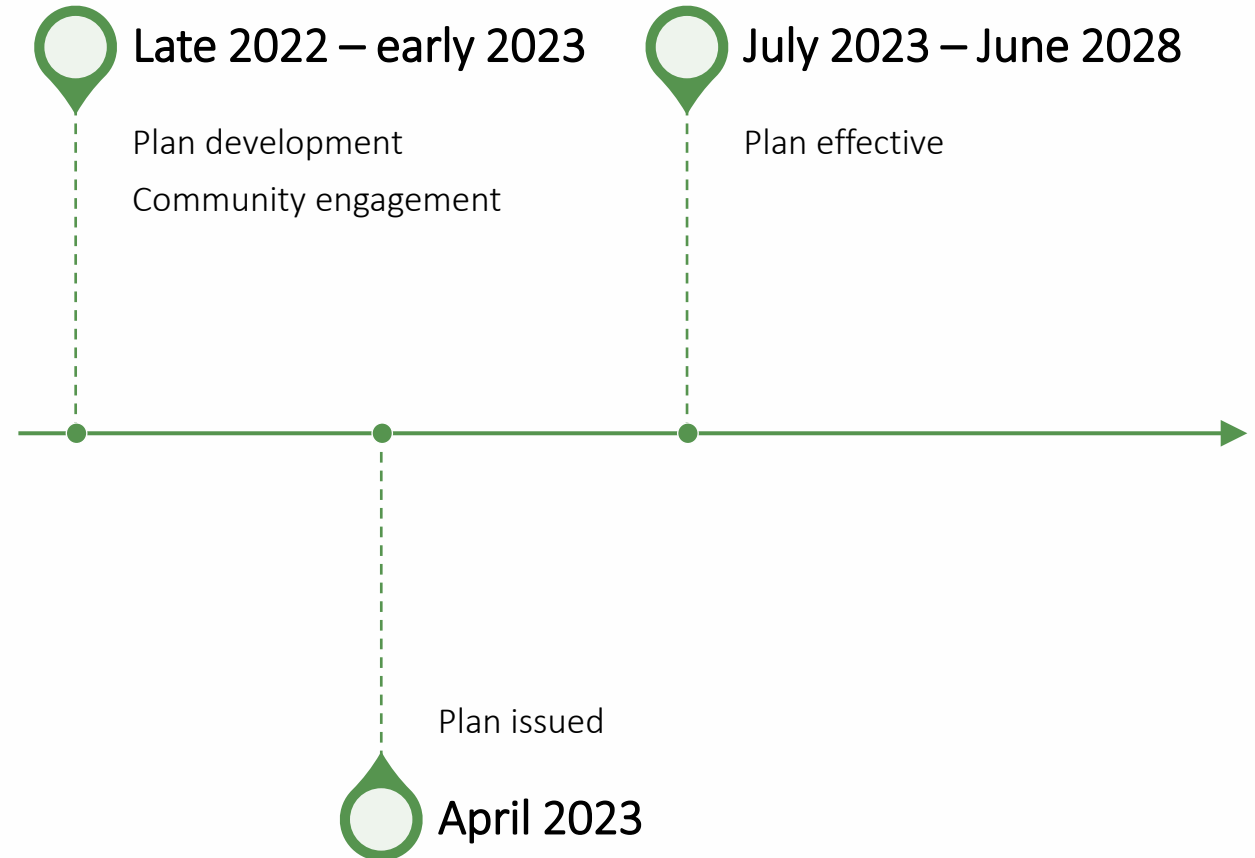 Late 2022 – early 2023
Plan development
Community engagement
July 2023 – June 2028
Plan effective
Plan issued
April 2023